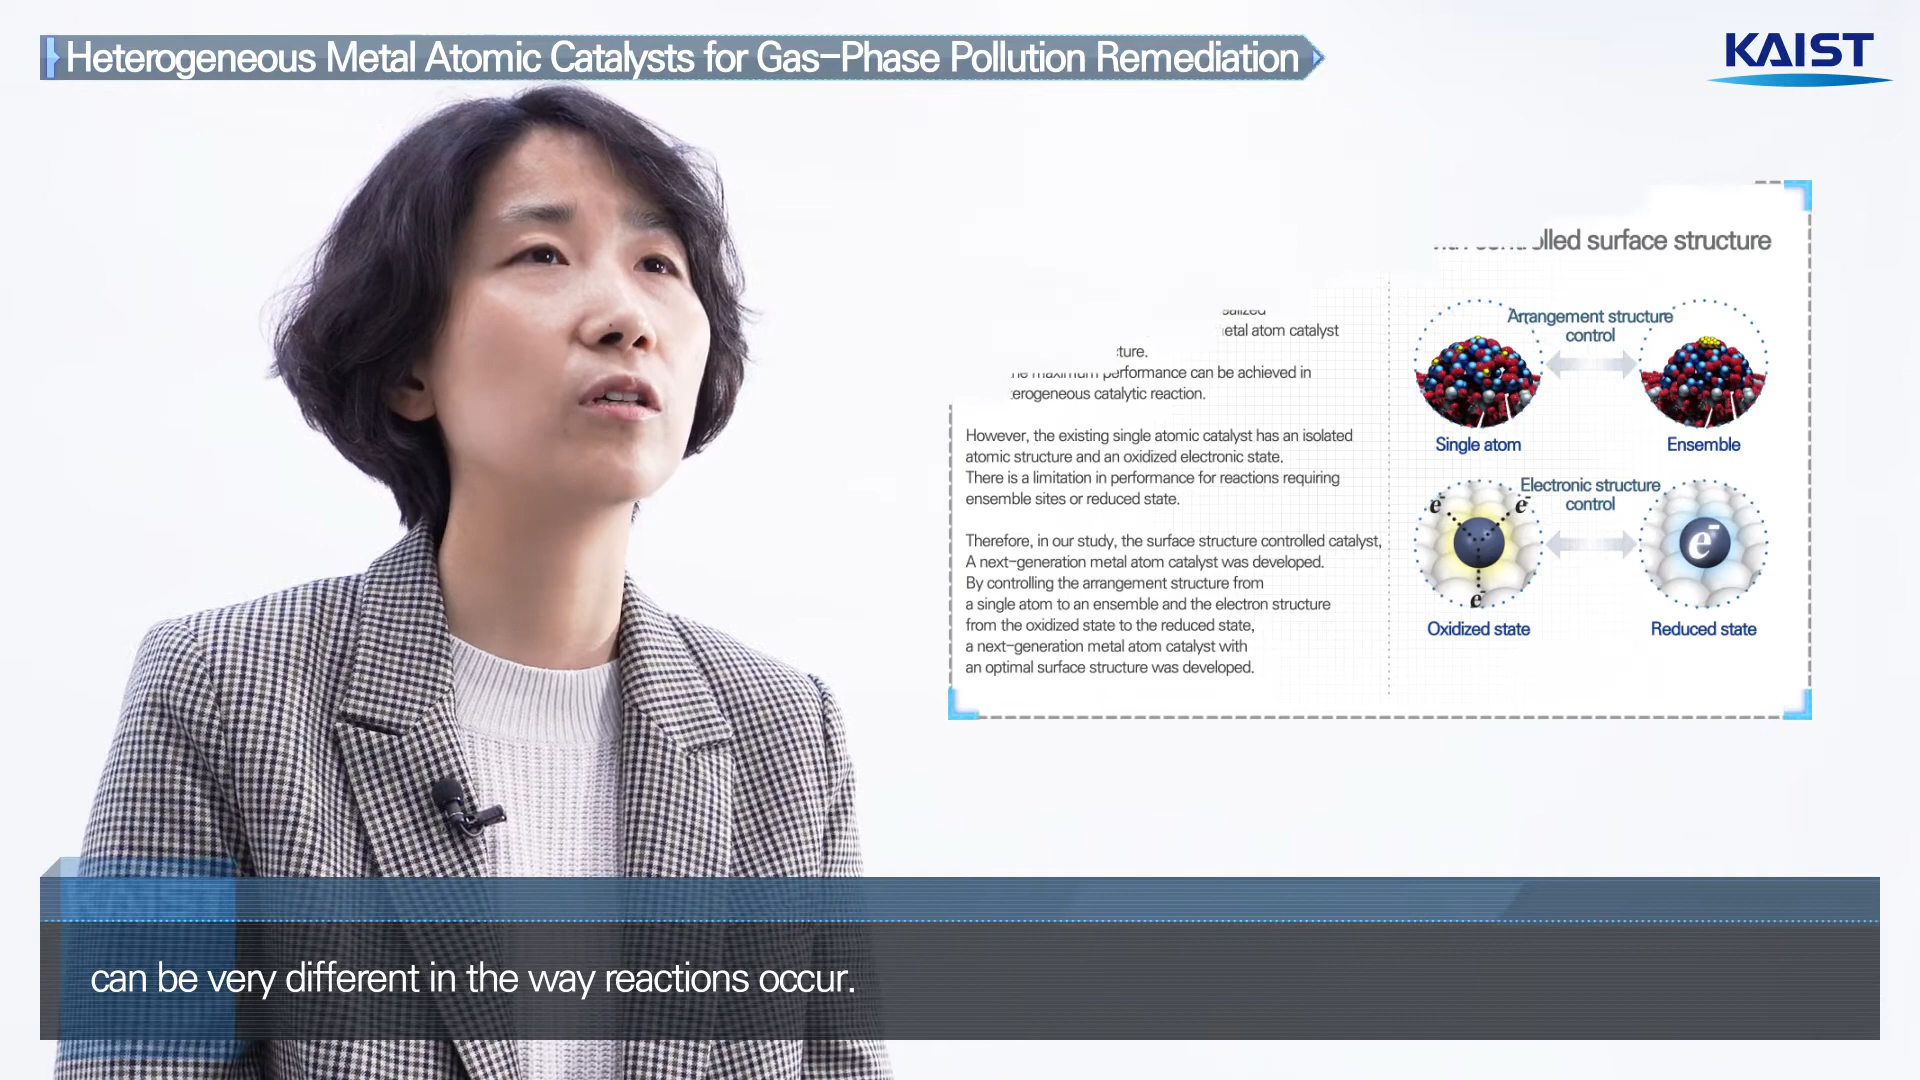 Heterogeneous Metal Atomic Catalysts for Gas-Phase Pollution Remediation
KAIST
surface structure
etal atom catalyst
performance can be achieved in
catalytic reaction.
However, the existing single atomic catalyst has an isolated
atomic structure and an oxidized electronic state.
There is a limitation in performance for reactions requiring
ensemble sites or reduced state.
Therefore, in our study, the surface structure controlled catalyst,
A next-generation metal atom catalyst was developed.
By controlling the arrangement structure from
a single atom to an ensemble and the electron structure
from the oxidized state to the reduced state,
a next-generation metal atom catalyst with
an optimal surface structure was developed.
Arrangement structure
control
Single atom
Ensemble
Electronic structure
control
e-
e-
e-
e-
Oxidized state
Reduced state
can be very different in the way reactions occur.